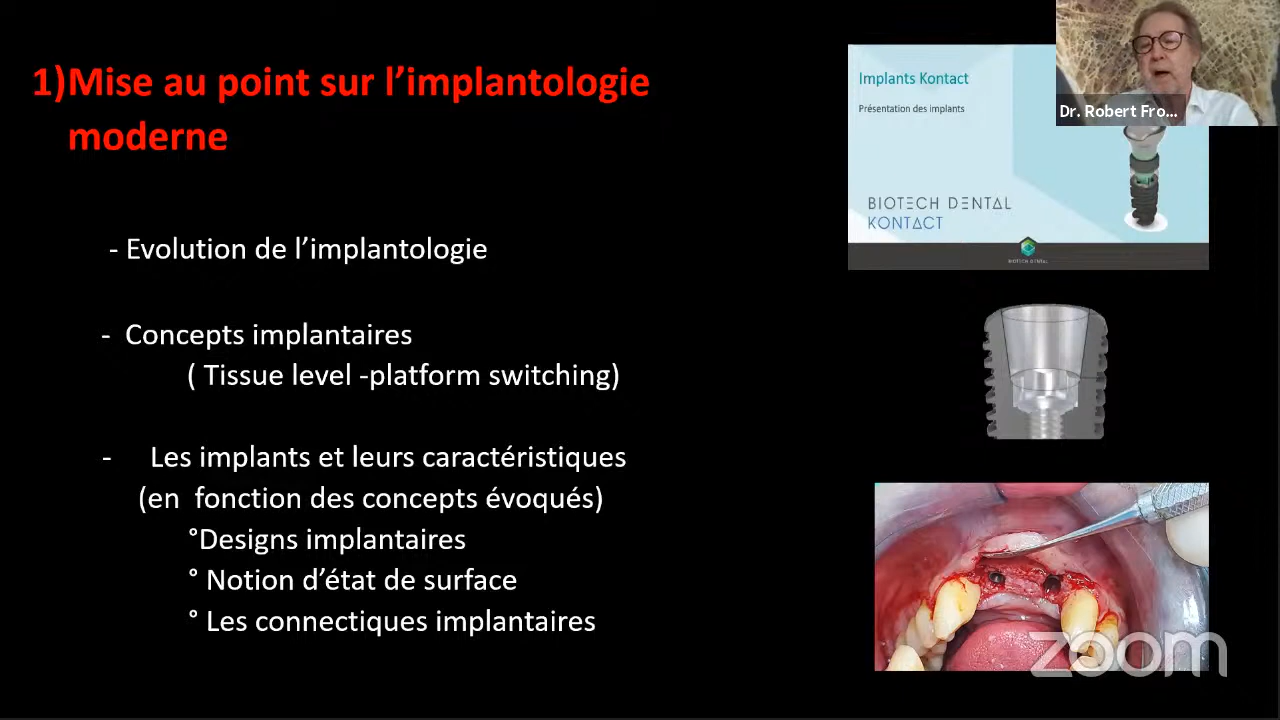 1)Mise au point sur l’implantologie
moderne
- Evolution de l’implantologie
- Concepts implantaires
( Tissue level -platform switching)
- Les implants et leurs caractéristiques
(en fonction des concepts évoqués)
°Designs implantaires
° Notion d’état de surface
° Les connectiques implantaires
Implants Kontact
Présentation des implants
BIOTECH DENTAL
KONTACT
BIOTECH DENTAL
Dr. Robert Fro...
zoom